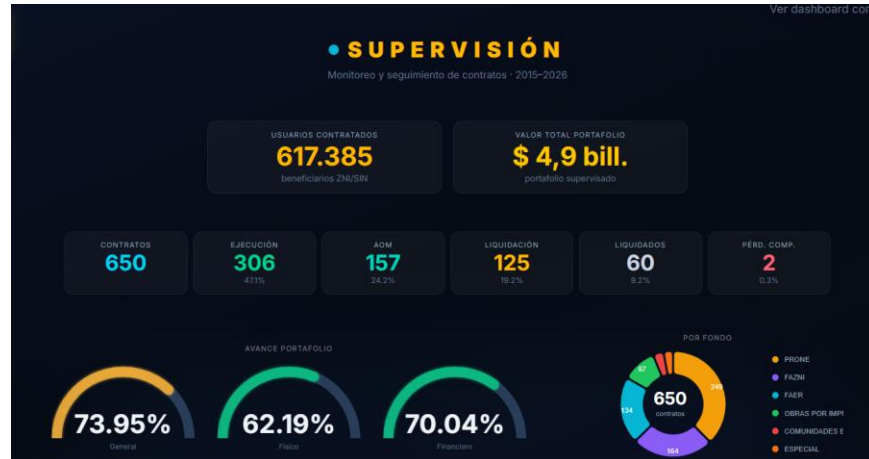 Ver dashboard con
SUPERVISIÓN
Monitoreo y seguimiento de contratos · 2015–2026
USUARIOS CONTRATADOS
617.385
beneficiarios ZNI/SIN
VALOR TOTAL PORTAFOLIO
$ 4,9 bill.
portafolio supervisado
CONTRATOS
650
EJECUCIÓN
306
47.1%
AOM
157
24.2%
LIQUIDACIÓN
125
19.2%
LIQUIDADOS
60
9.2%
PÉRD. COMP.
2
0.3%
AVANCE PORTAFOLIO
73.95%
General
62.19%
Físico
70.04%
Financiero
POR FONDO
249
164
134
67
650
contratos
PRONE
FAZNI
FAER
OBRAS POR IMPI
COMUNIDADES E
ESPECIAL